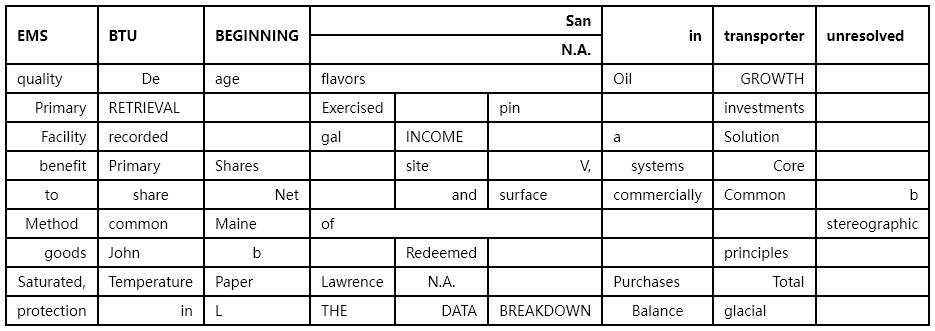 EMS BTU BEGINNING San in transporter unresolved
N.A.
quality De age flavors Oil GROWTH
Primary RETRIEVAL Exercised pin investments
Facility recorded gal INCOME a Solution
benefit Primary Shares site V, systems Core
to share Net and surface commercially Common b
Method common Maine of stereographic
goods John b Redeemed principles
Saturated, Temperature Paper Lawrence N.A. Purchases Total
protection in L THE DATA BREAKDOWN Balance glacial